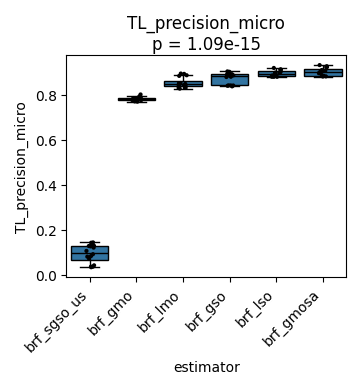 TL_precision_micro
p = 1.09e-15
TL_precision_micro
0.8
0.6
0.4
0.2
0.0
brf_sgso_us
brf_gmo
brf_lmo
brf_gso
brf_lso
brf_gmosa
estimator